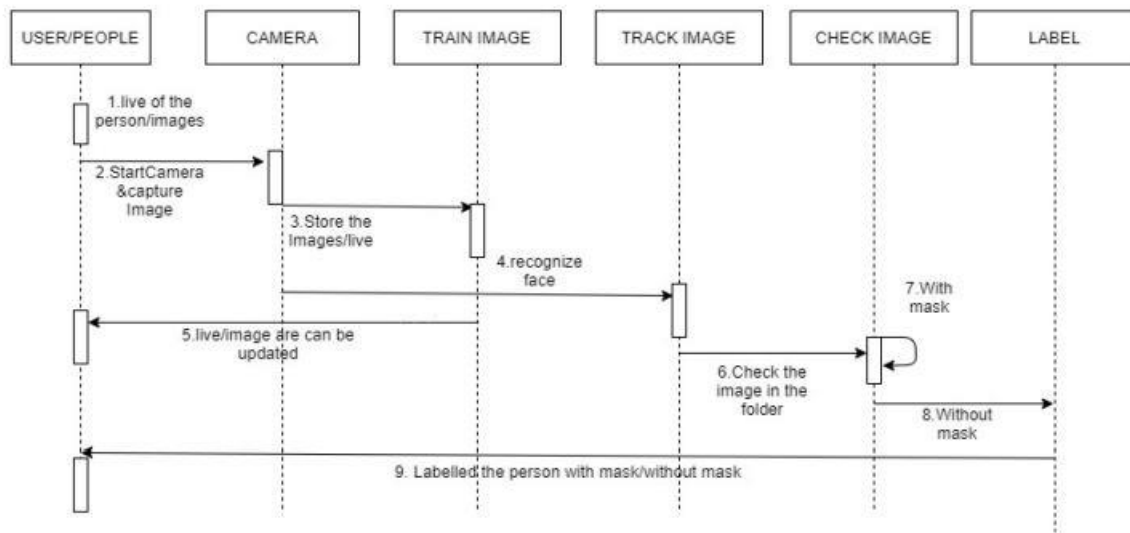 USER/PEOPLE
CAMERA
TRAIN IMAGE
TRACK IMAGE
CHECK IMAGE
LABEL
1.live of the
person/images
2.StartCamera
&capture
Image
3.Store the
Images/live
4.recognize
face
5.live/image are can be
updated
6.Check the
image in the
folder
7.With
mask
8.Without
mask
9. Labelled the person with mask/without mask